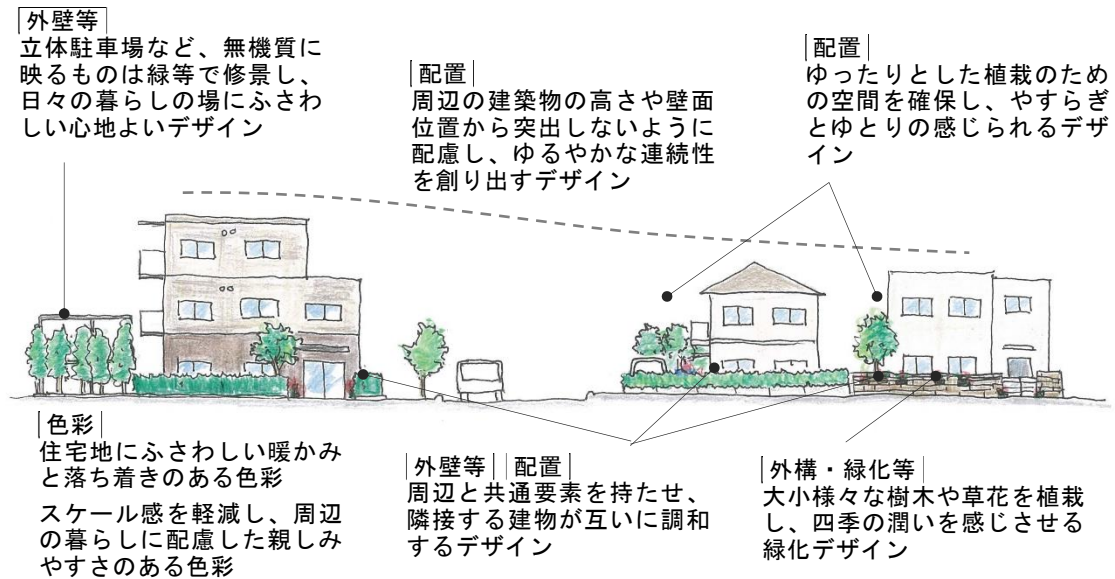 外壁等
立体駐車場など、無機質に
映るものは緑等で修景し、
日々の暮らしの場にふさわ
しい心地よいデザイン
配置
周辺の建築物の高さや壁面
位置から突出しないように
配慮し、ゆるやかな連続性
を創り出すデザイン
配置
ゆったりとした植栽のため
の空間を確保し、やすらぎ
とゆとりの感じられるデザ
イン
色彩
住宅地にふさわしい暖かみ
と落ち着きのある色彩
スケール感を軽減し、周辺
の暮らしに配慮した親しみ
やすさのある色彩
外壁等 配置
周辺と共通要素を持たせ、
隣接する建物が互いに調和
するデザイン
外構・緑化等
大小様々な樹木や草花を植栽
し、四季の潤いを感じさせる
緑化デザイン